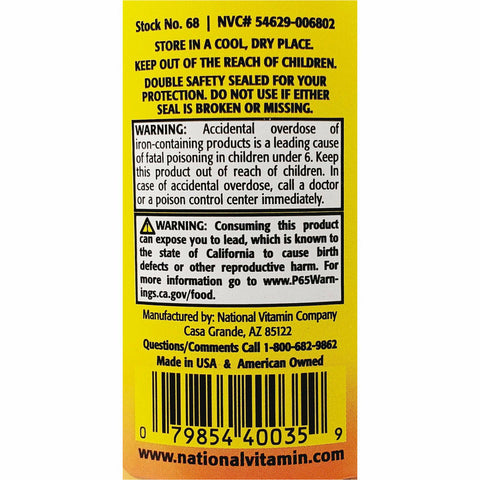 Stock No. 68 | NVC# 54629-006802
STORE IN A COOL, DRY PLACE.
KEEP OUT OF THE REACH OF CHILDREN.
DOUBLE SAFETY SEALED FOR YOUR
PROTECTION. DO NOT USE IF EITHER
SEAL IS BROKEN OR MISSING.
WARNING: Accidental overdose of
iron-containing products is a leading cause
of fatal poisoning in children under 6. Keep
this product out of reach of children. In
case of accidental overdose, call a doctor
or a poison control center immediately.
WARNING: Consuming this product
can expose you to lead, which is known to
the state of California to cause birth
defects or other reproductive harm. For
more information go to www.P65Warn-
ings.ca.gov/food.
Manufactured by: National Vitamin Company
Casa Grande, AZ 85122
Questions/Comments Call 1-800-682-9862
Made in USA & American Owned
0 79854 40035 9
www.nationalvitamin.com